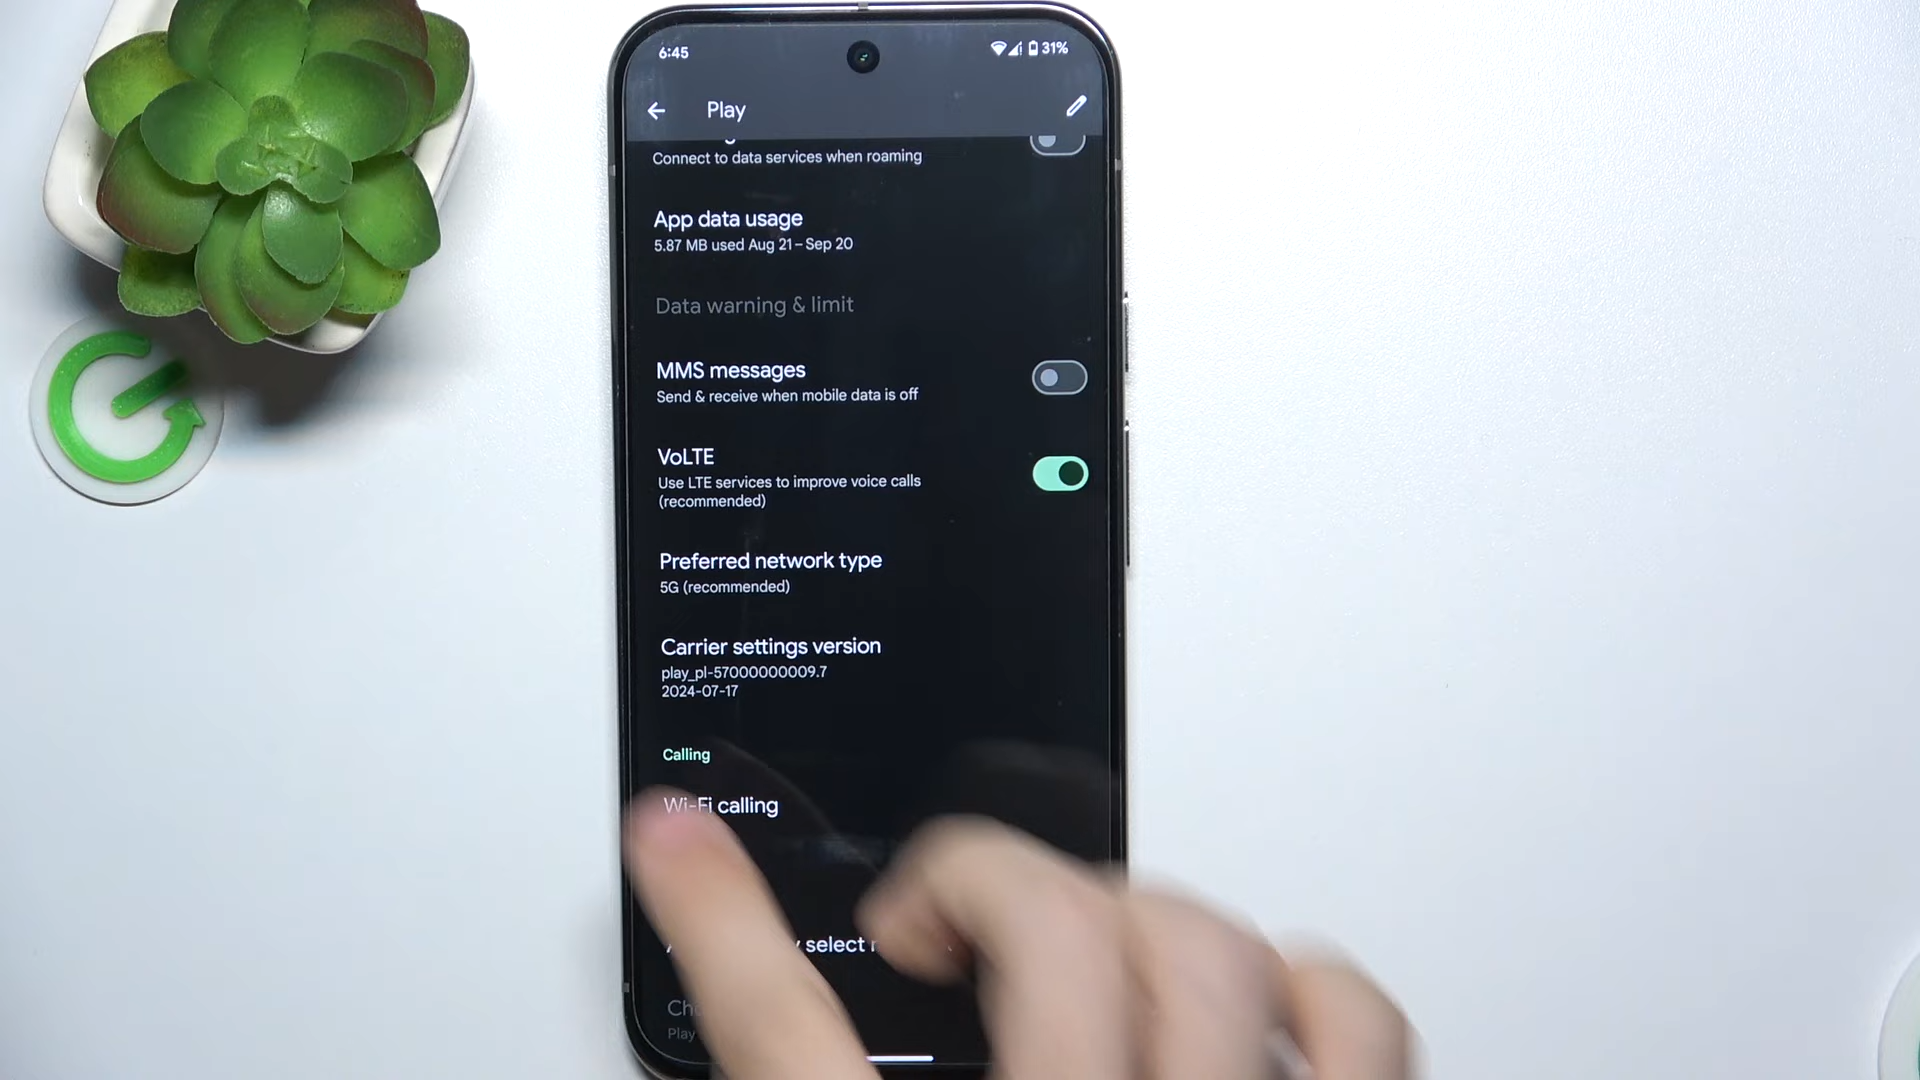 6:45
31%
Play
Connect to data services when roaming
App data usage
5.87 MB used Aug 21 – Sep 20
Data warning & limit
MMS messages
Send & receive when mobile data is off
VoLTE
Use LTE services to improve voice calls
(recommended)
Preferred network type
5G (recommended)
Carrier settings version
play_pl-57000000009.7
2024-07-17
Calling
Wi-Fi calling
select
Play